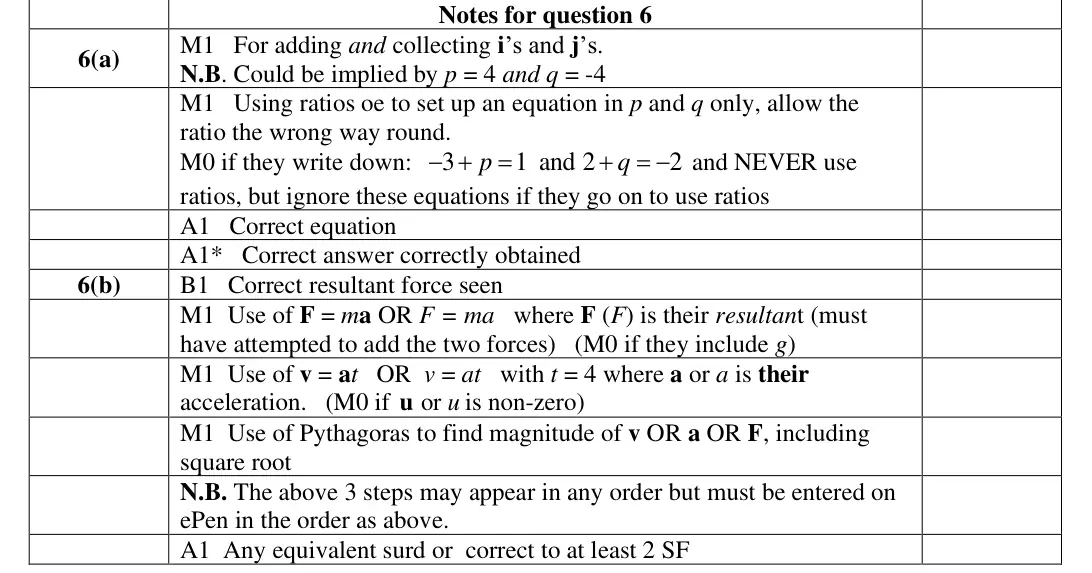 Notes for question 6
6(a)
M1 For adding and collecting i’s and j’s.
N.B. Could be implied by p = 4 and q = -4
M1 Using ratios oe to set up an equation in p and q only, allow the
ratio the wrong way round.
M0 if they write down: −3+ p =1 and 2+ q = −2 and NEVER use
ratios, but ignore these equations if they go on to use ratios
A1 Correct equation
A1* Correct answer correctly obtained
6(b)
B1 Correct resultant force seen
M1 Use of F = ma OR F = ma where F (F) is their resultant (must
have attempted to add the two forces) (M0 if they include g)
M1 Use of v = at OR v = at with t = 4 where a or a is their
acceleration. (M0 if u or u is non-zero)
M1 Use of Pythagoras to find magnitude of v OR a OR F, including
square root
N.B. The above 3 steps may appear in any order but must be entered on
ePen in the order as above.
A1 Any equivalent surd or correct to at least 2 SF